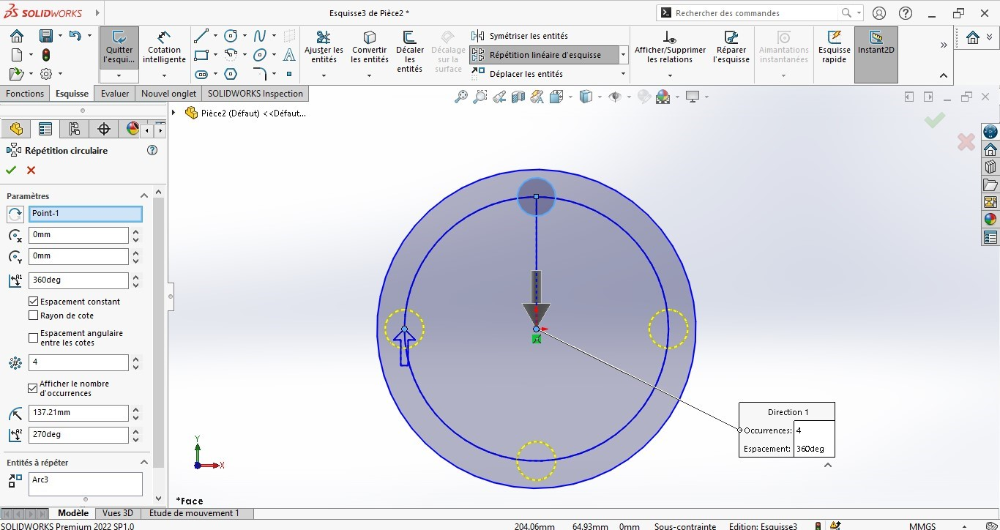 SOLIDWORKS
Esquisse3 de Pièce2 *
Rechercher des commandes
Quitter l'esqui...
Cotation intelligente
Ajuster les entités
Convertir les entités
Décaler les entités
Décalage sur la surface
Symétriser les entités
Répétition linéaire d'esquisse
Déplacer les entités
Afficher/Supprimer les relations
Réparer l'esquisse
Aimantations instantanées
Esquisse rapide
Instant2D
Fonctions
Esquisse
Evaluer
Nouvel onglet
SOLIDWORKS Inspection
Pièce2 (Défaut) <<Défaut...
Répétition circulaire
Paramètres
Point-1
0mm
0mm
360deg
Espacement constant
Rayon de cote
Espacement angulaire
entre les cotes
4
Afficher le nombre
d'occurrences
137.21mm
270deg
Entités à répéter
Arc3
Direction 1
Occurrences: 4
Espacement: 360deg
Y
X
*Face
Modèle
Vues 3D
Etude de mouvement 1
SOLIDWORKS Premium 2022 SP1.0
204.06mm
64.93mm
0mm
Sous-contrainte
Edition: Esquisse3
MMGS